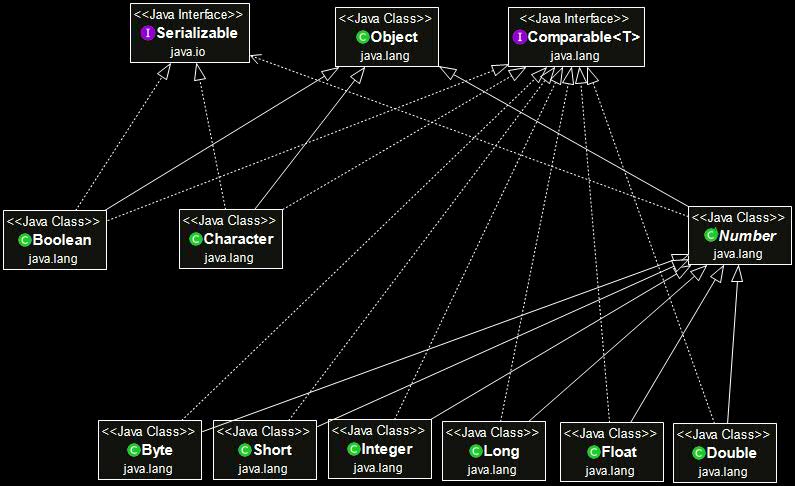 <<Java Interface>>
I Serializable
java.io
<<Java Class>>
C Object
java.lang
<<Java Interface>>
I Comparable<T>
java.lang
<<Java Class>>
C Boolean
java.lang
<<Java Class>>
C Character
java.lang
<<Java Class>>
C Number
java.lang
<<Java Class>>
C Byte
java.lang
<<Java Class>>
C Short
java.lang
<<Java Class>>
C Integer
java.lang
<<Java Class>>
C Long
java.lang
<<Java Class>>
C Float
java.lang
<<Java Class>>
C Double
java.lang